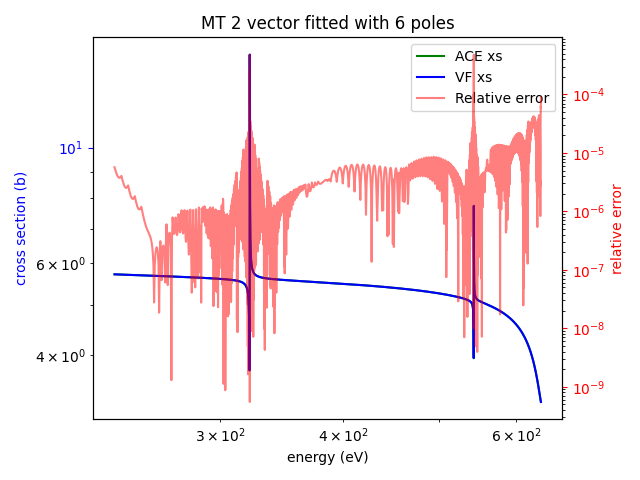 MT 2 vector fitted with 6 poles
ACE xs
VF xs
Relative error
10¹
6 × 10⁰
4 × 10⁰
cross section (b)
10⁻⁴
10⁻⁵
10⁻⁶
10⁻⁷
10⁻⁸
10⁻⁹
relative error
3 × 10² 4 × 10² 6 × 10²
energy (eV)